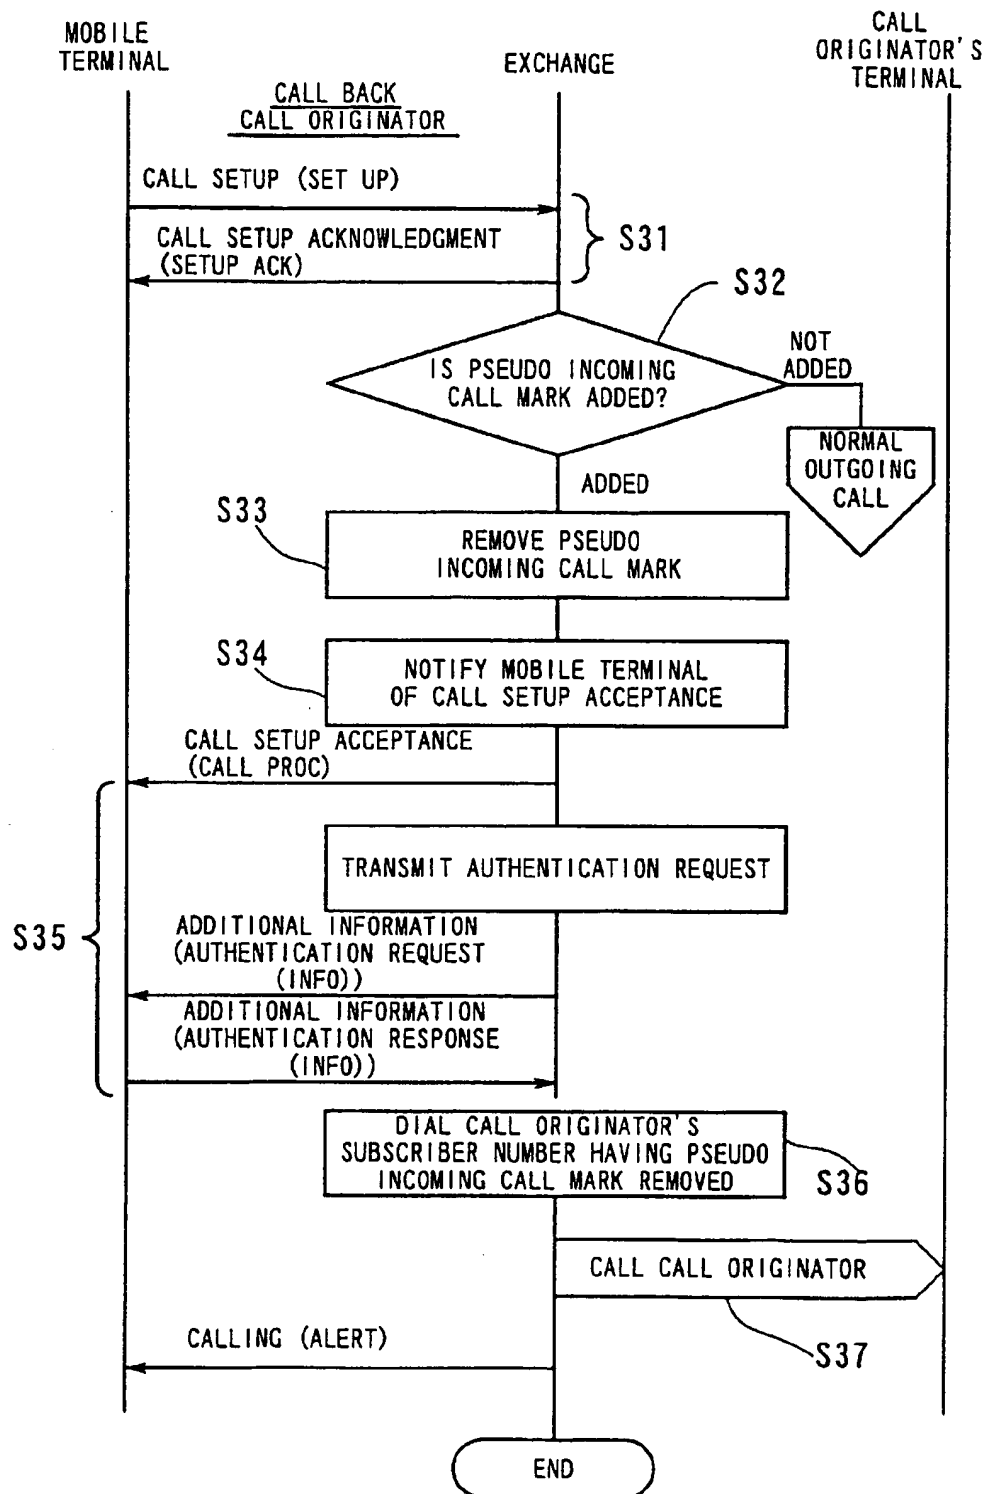 MOBILE
TERMINAL
EXCHANGE
CALL
ORIGINATOR'S
TERMINAL
CALL BACK
CALL ORIGINATOR
CALL SETUP (SET UP)
CALL SETUP ACKNOWLEDGMENT
(SETUP ACK)
S31
S32
IS PSEUDO INCOMING
CALL MARK ADDED?
NOT
ADDED
NORMAL
OUTGOING
CALL
ADDED
S33
REMOVE PSEUDO
INCOMING CALL MARK
S34
NOTIFY MOBILE TERMINAL
OF CALL SETUP ACCEPTANCE
CALL SETUP ACCEPTANCE
(CALL PROC)
TRANSMIT AUTHENTICATION REQUEST
S35
ADDITIONAL INFORMATION
(AUTHENTICATION REQUEST
(INFO))
ADDITIONAL INFORMATION
(AUTHENTICATION RESPONSE
(INFO))
DIAL CALL ORIGINATOR'S
SUBSCRIBER NUMBER HAVING PSEUDO
INCOMING CALL MARK REMOVED
S36
CALL CALL ORIGINATOR
S37
CALLING (ALERT)
END